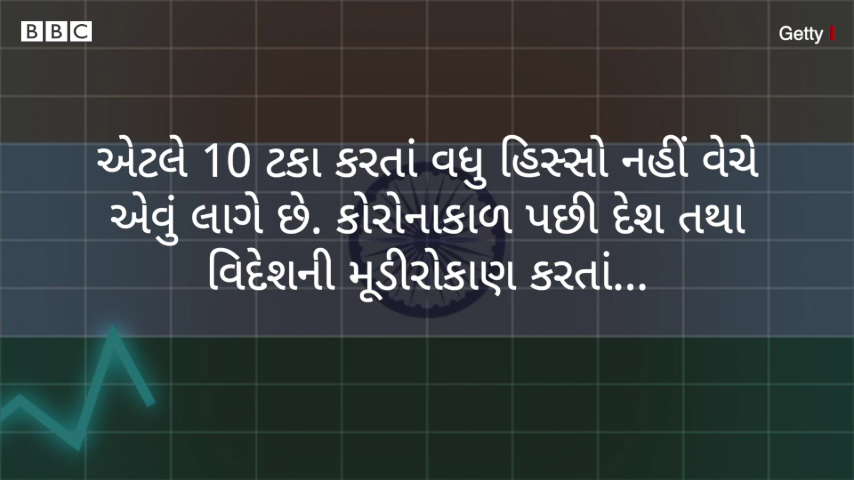 BBC
Getty
એટલે 10 ટકા કરતાં વધુ હિસ્સો નહીં વેચે
એવું લાગે છે. કોરોનાકાળ પછી દેશ તથા
વિદેશની મૂડીરોકાણ કરતાં...